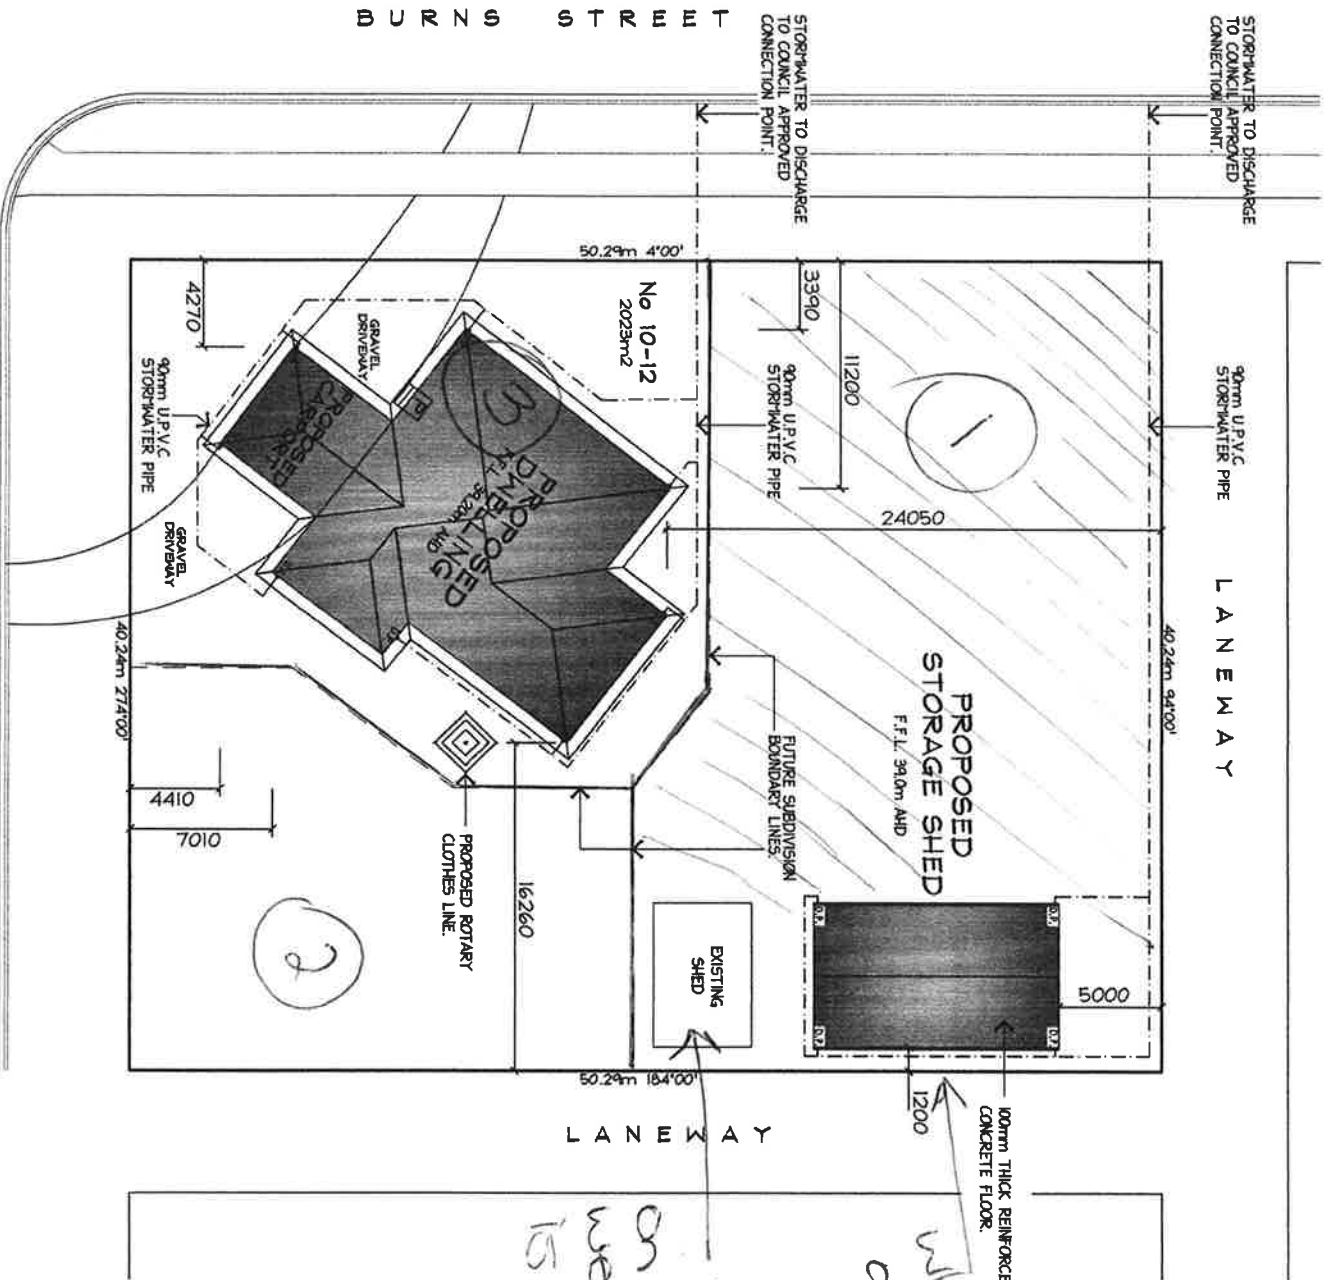 BURNS STREET
STORMWATER TO DISCHARGE
TO COUNCIL APPROVED
CONNECTION POINT.
STORMWATER TO DISCHARGE
TO COUNCIL APPROVED
CONNECTION POINT.
50.29m 4°00'
4270
No 10-12
2023m2
3390
11200
GRAVEL
DRIVEWAY
90mm U.P.V.C
STORMWATER PIPE
90mm U.P.V.C
STORMWATER PIPE
90mm U.P.V.C
STORMWATER PIPE
1
3
PROPOSED
DWELLING
PROPOSED
24050
GRAVEL
DRIVEWAY
LANEWAY
40.24m 274°00'
40.24m 94°00'
PROPOSED
STORAGE SHED
F.F.L. 39.0m AHD
FUTURE SUBDIVISION
BOUNDARY LINES.
4410
7010
PROPOSED ROTARY
CLOTHES LINE.
16260
2
EXISTING
SHED
D.P.
D.P.
D.P.
D.P.
5000
50.29m 184°00'
1200
LANEWAY
100mm THICK REINFORCE
CONCRETE FLOOR.